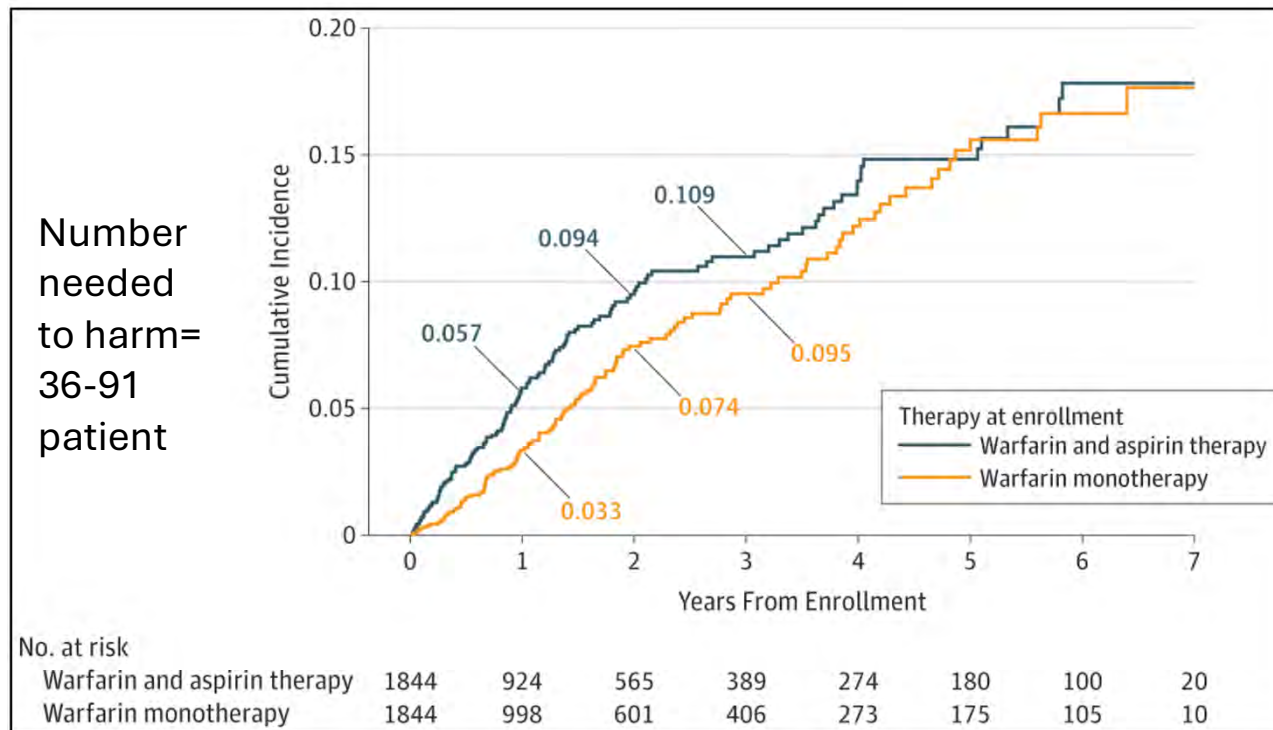 Number
needed
to harm=
36-91
patient
Cumulative Incidence
0.20
0.15
0.10
0.05
0
0.057
0.094
0.109
0.033
0.074
0.095
Therapy at enrollment
Warfarin and aspirin therapy
Warfarin monotherapy
0 1 2 3 4 5 6 7
Years From Enrollment
No. at risk
Warfarin and aspirin therapy 1844 924 565 389 274 180 100 20
Warfarin monotherapy 1844 998 601 406 273 175 105 10